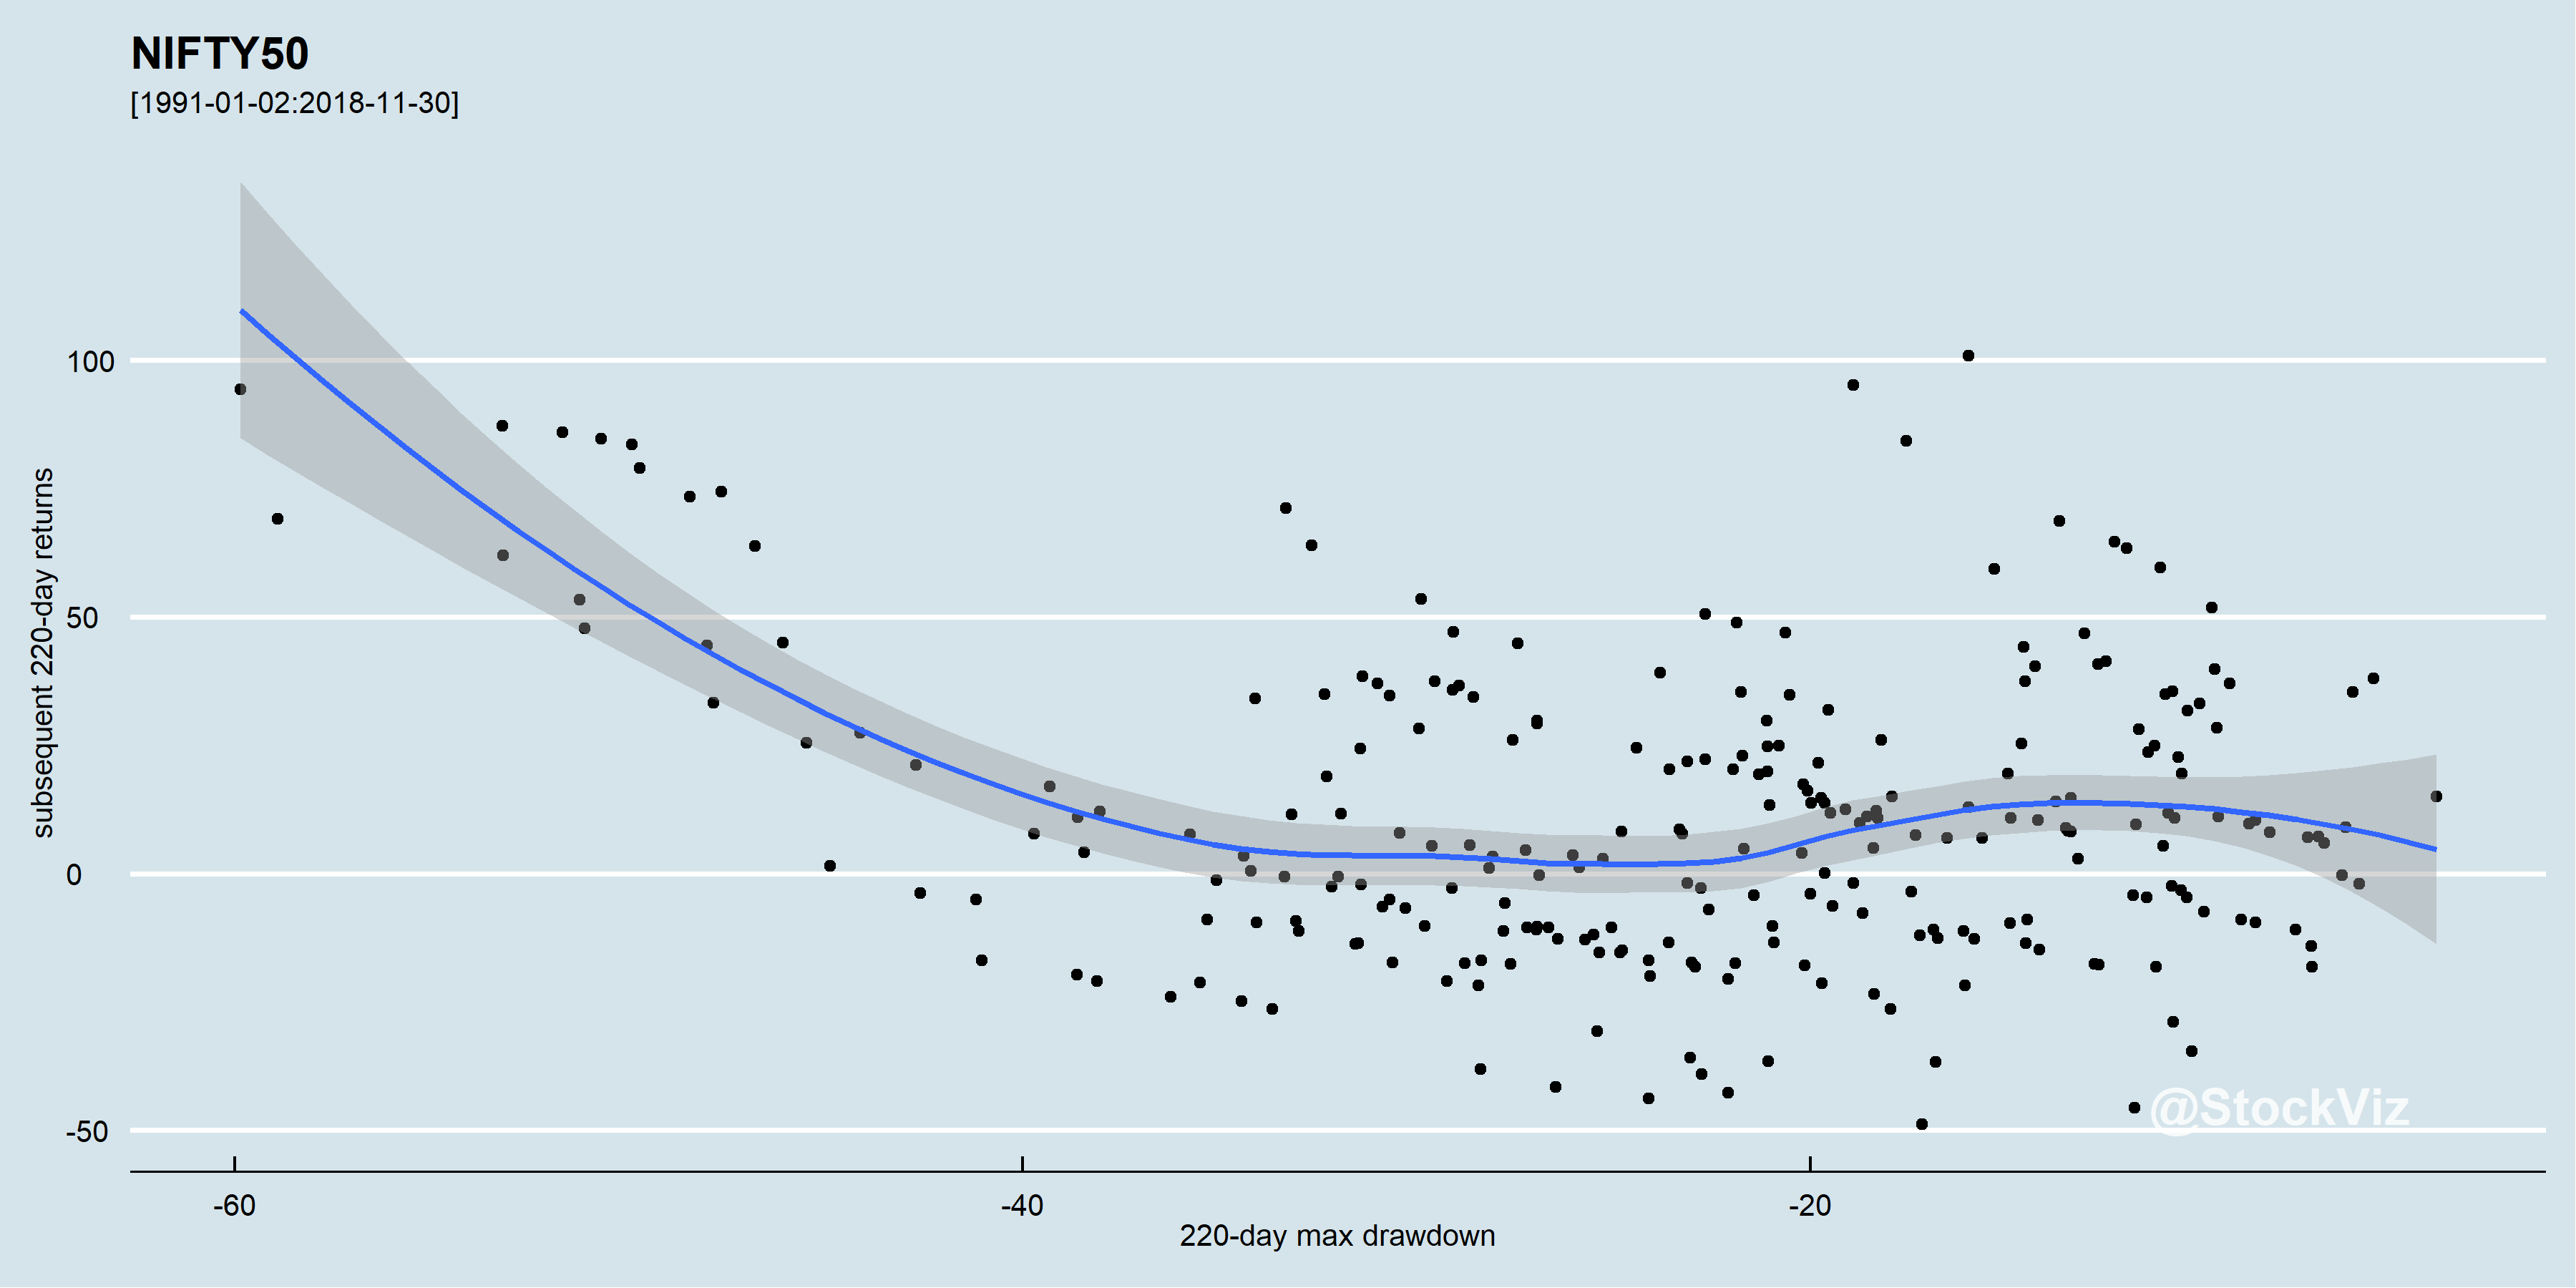 NIFTY50
[1991-01-02:2018-11-30]
subsequent 220-day returns
100
50
0
-50
@StockViz
-60
-40
-20
220-day max drawdown